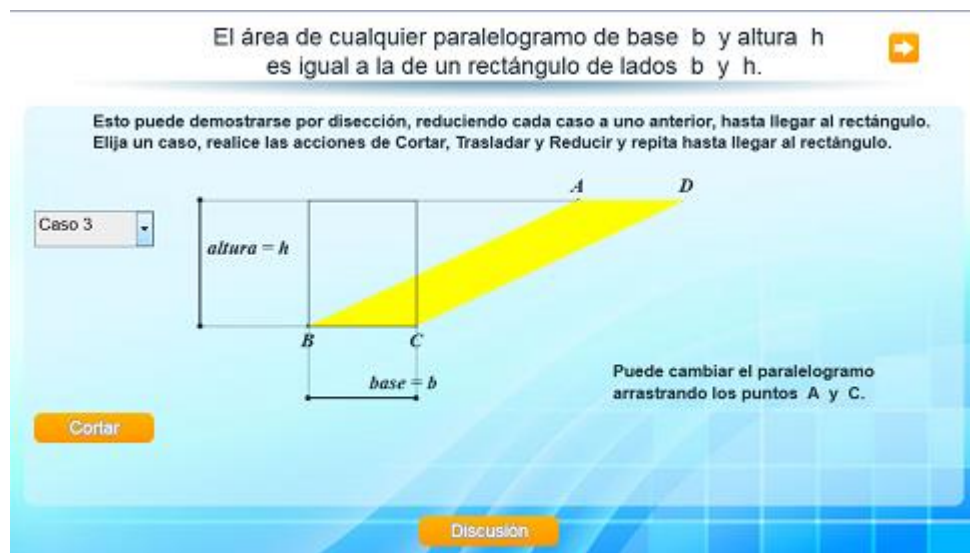 El área de cualquier paralelogramo de base b y altura h
es igual a la de un rectángulo de lados b y h.
Esto puede demostrarse por disección, reduciendo cada caso a uno anterior, hasta llegar al rectángulo.
Elija un caso, realice las acciones de Cortar, Trasladar y Reducir y repita hasta llegar al rectángulo.
A D
Caso 3
altura = h
B C
base = b
Puede cambiar el paralelogramo
arrastrando los puntos A y C.
Cortar
Discusión